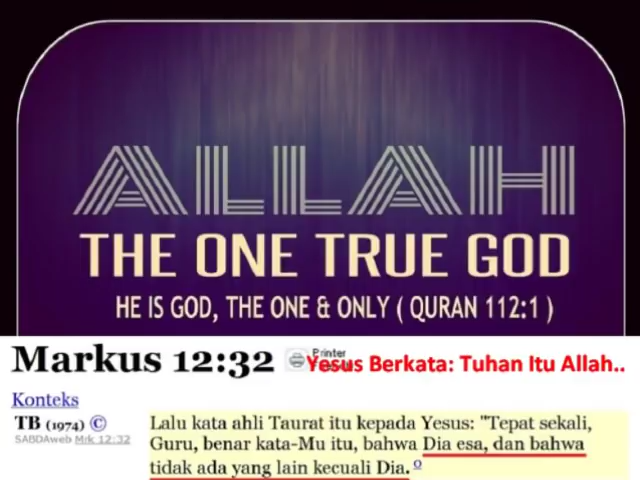 ALLAH
THE ONE TRUE GOD
HE IS GOD, THE ONE & ONLY ( QURAN 112:1 )
Markus 12:32
Printer
Yesus Berkata: Tuhan Itu Allah..
Konteks
TB (1974) ©
SABDAweb Mrk 12:32
Lalu kata ahli Taurat itu kepada Yesus: "Tepat sekali,
Guru, benar kata-Mu itu, bahwa Dia esa, dan bahwa
tidak ada yang lain kecuali Dia. o